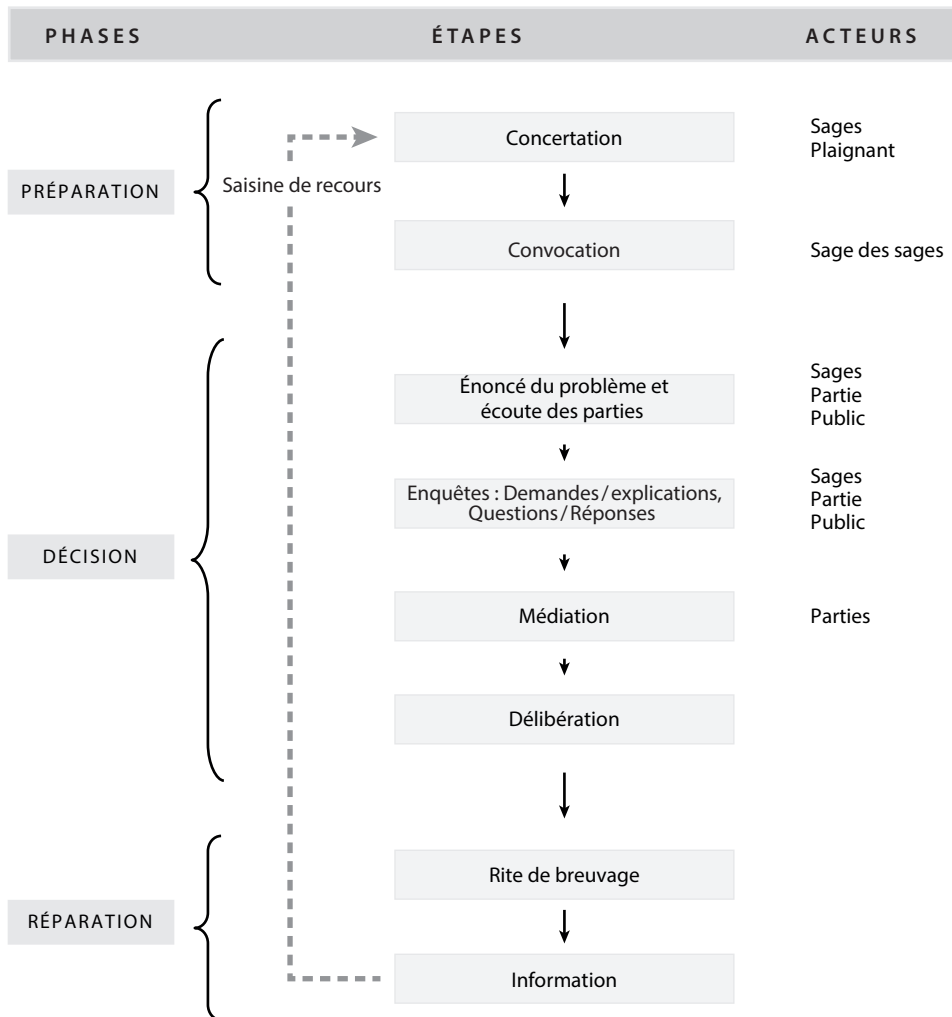 PHASES ÉTAPES ACTEURS
Concertation
Sages
Plaignant
PRÉPARATION
Saisine de recours
Convocation
Sage des sages
Énoncé du problème et
écoute des parties
Sages
Partie
Public
Enquêtes : Demandes/explications,
Questions/Réponses
Sages
Partie
Public
DÉCISION
Médiation
Parties
Délibération
Rite de breuvage
RÉPARATION
Information